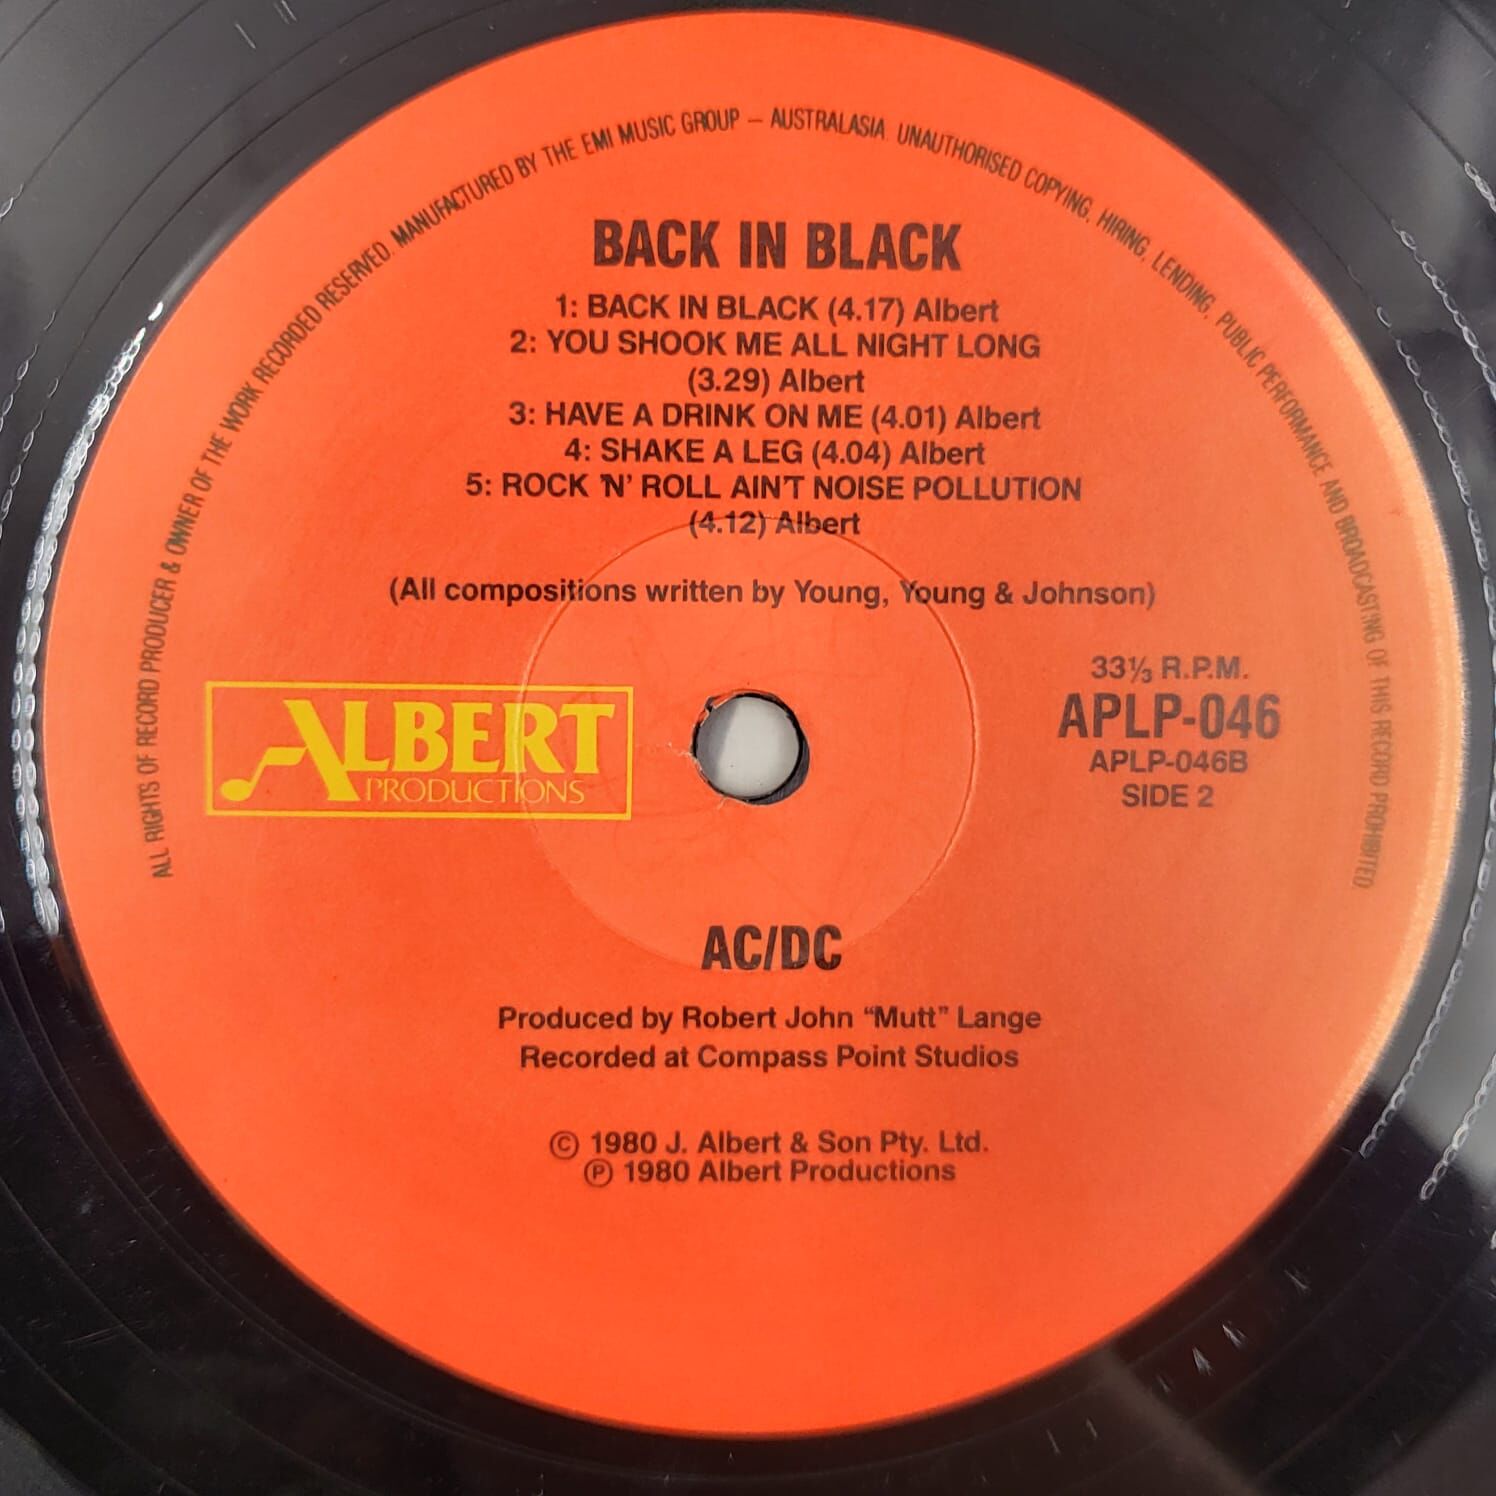 ALL RIGHTS OF RECORD PRODUCER & OWNER OF THE WORK RECORDED RESERVED. MANUFACTURED BY THE EMI MUSIC GROUP – AUSTRALASIA. UNAUTHORISED COPYING, HIRING, LENDING, PUBLIC PERFORMANCE AND BROADCASTING OF THIS RECORD PROHIBITED
BACK IN BLACK
1: BACK IN BLACK (4.17) Albert
2: YOU SHOOK ME ALL NIGHT LONG
(3.29) Albert
3: HAVE A DRINK ON ME (4.01) Albert
4: SHAKE A LEG (4.04) Albert
5: ROCK 'N' ROLL AIN'T NOISE POLLUTION
(4.12) Albert
(All compositions written by Young, Young & Johnson)
ALBERT
PRODUCTIONS
33⅓ R.P.M.
APLP-046
APLP-046B
SIDE 2
AC/DC
Produced by Robert John “Mutt” Lange
Recorded at Compass Point Studios
© 1980 J. Albert & Son Pty. Ltd.
℗ 1980 Albert Productions